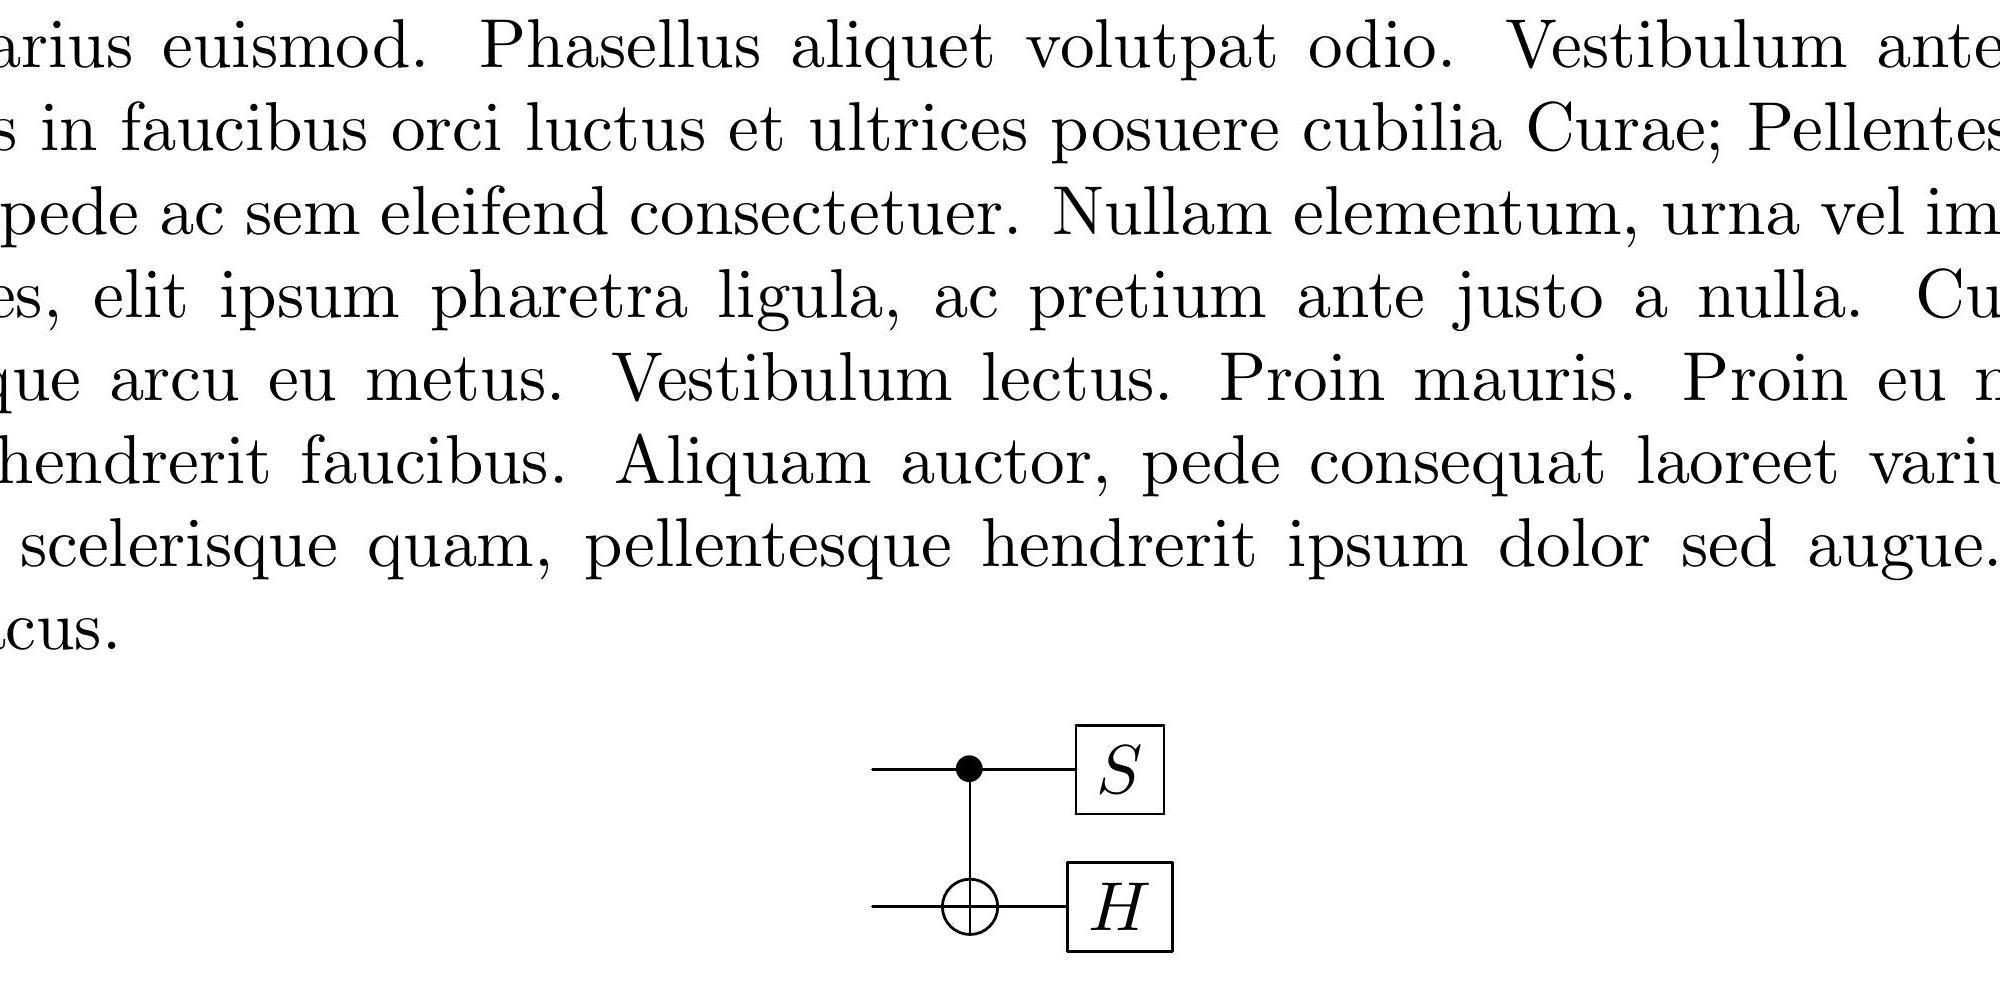 arius euismod. Phasellus aliquet volutpat odio. Vestibulum ante
s in faucibus orci luctus et ultrices posuere cubilia Curae; Pellentes
pede ac sem eleifend consectetuer. Nullam elementum, urna vel im
es, elit ipsum pharetra ligula, ac pretium ante justo a nulla. Cu
que arcu eu metus. Vestibulum lectus. Proin mauris. Proin eu n
hendrerit faucibus. Aliquam auctor, pede consequat laoreet variu
scelerisque quam, pellentesque hendrerit ipsum dolor sed augue.
cus.
S
H